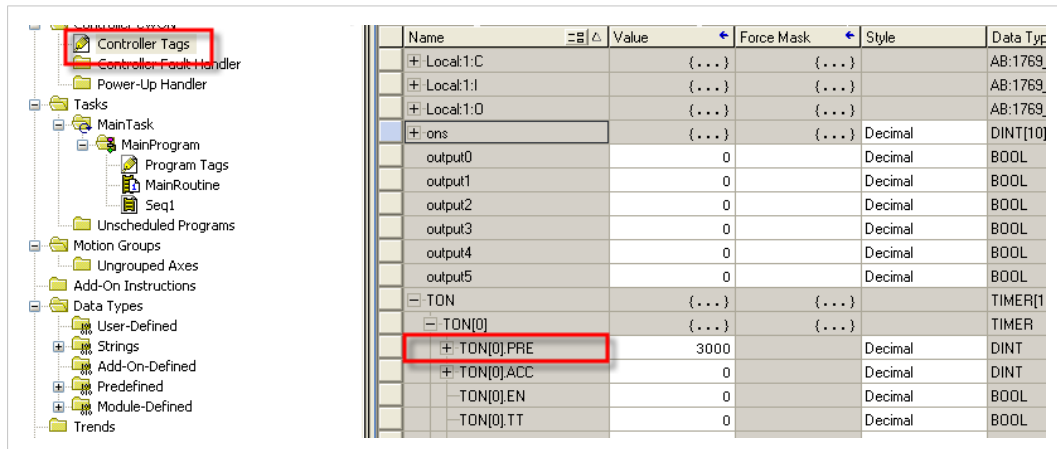 Controller EWON
Controller Tags
Controller Fault Handler
Power-Up Handler
Tasks
MainTask
MainProgram
Program Tags
MainRoutine
Seq1
Unscheduled Programs
Motion Groups
Ungrouped Axes
Add-On Instructions
Data Types
User-Defined
Strings
Add-On-Defined
Predefined
Module-Defined
Trends
Name Value Force Mask Style Data Typ
Local:1:C {...} {...} AB:1769_
Local:1:I {...} {...} AB:1769_
Local:1:O {...} {...} AB:1769_
ons {...} {...} Decimal DINT[10]
output0 0 Decimal BOOL
output1 0 Decimal BOOL
output2 0 Decimal BOOL
output3 0 Decimal BOOL
output4 0 Decimal BOOL
output5 0 Decimal BOOL
TON {...} {...} TIMER[1
TON[0] {...} {...} TIMER
TON[0].PRE 3000 Decimal DINT
TON[0].ACC 0 Decimal DINT
TON[0].EN 0 Decimal BOOL
TON[0].TT 0 Decimal BOOL